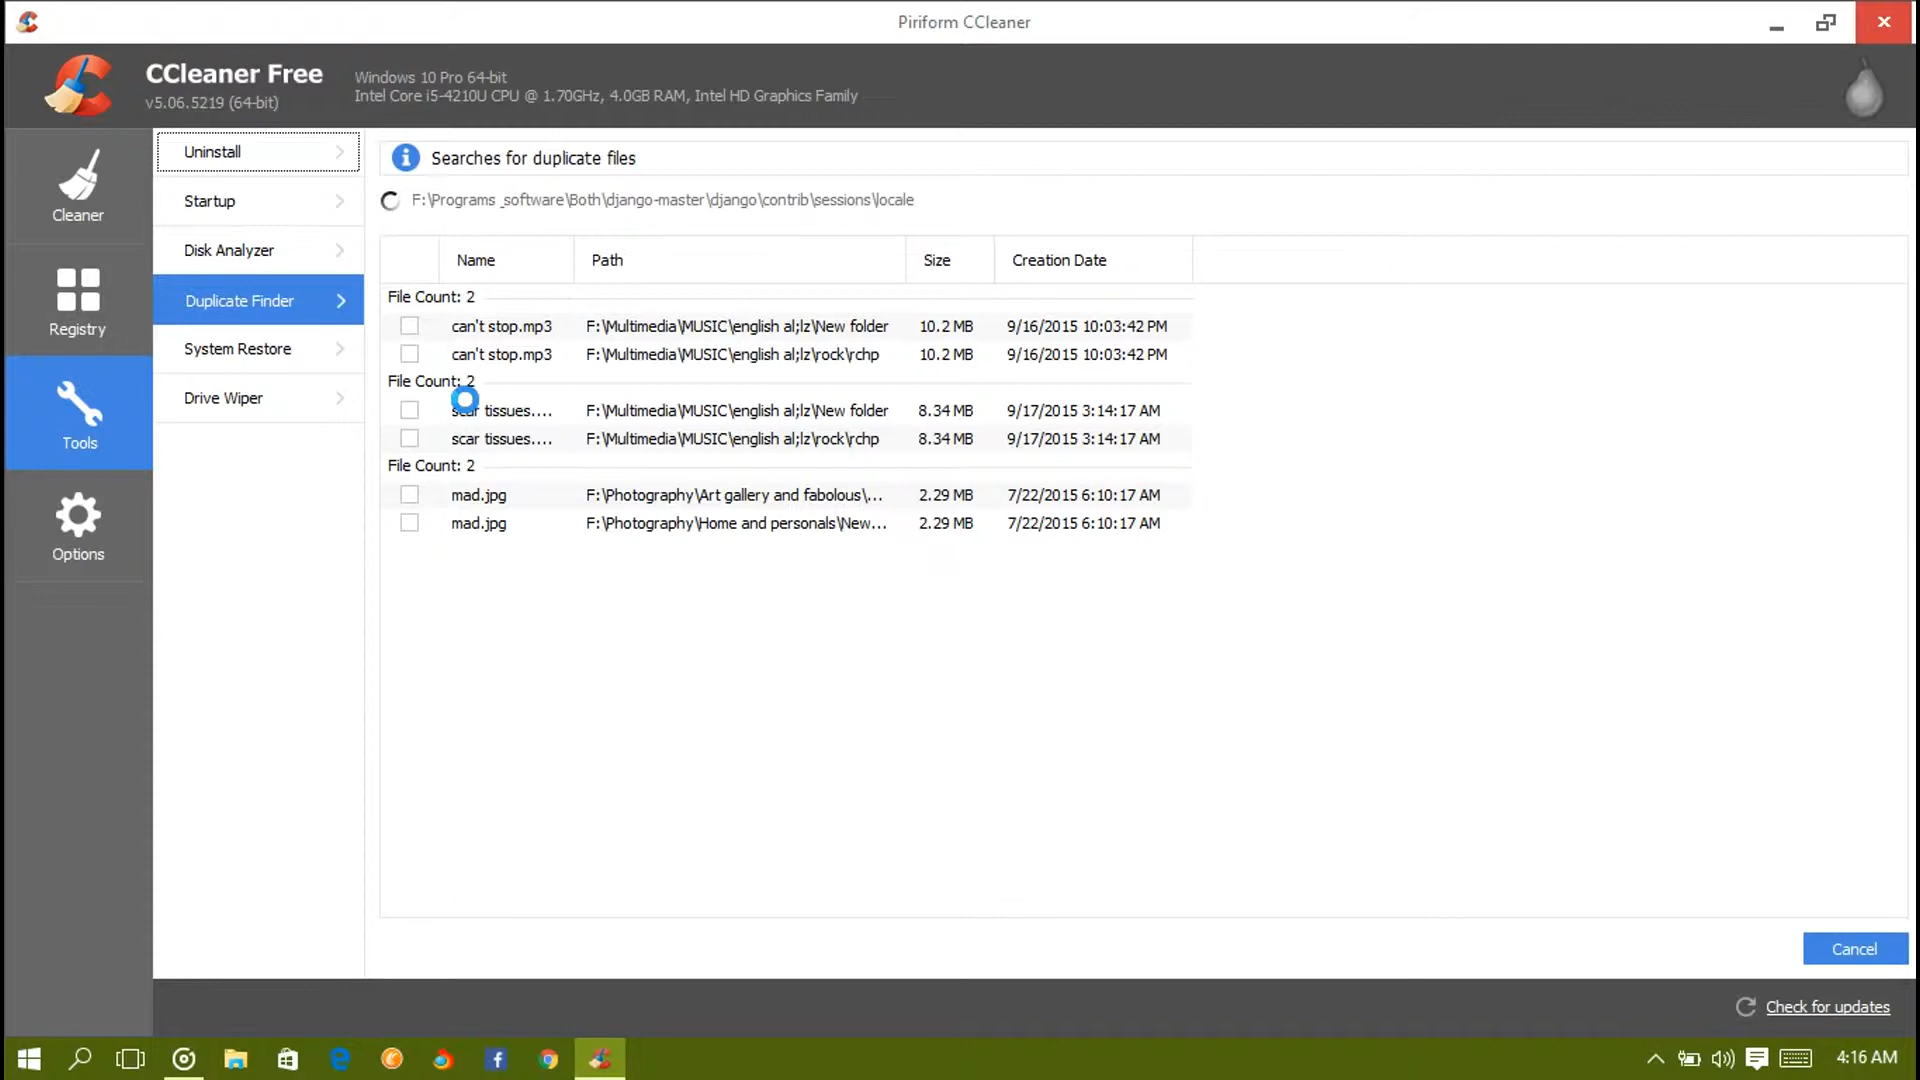 Piriform CCleaner
CCleaner Free
v5.06.5219 (64-bit)
Windows 10 Pro 64-bit
Intel Core i5-4210U CPU @ 1.70GHz, 4.0GB RAM, Intel HD Graphics Family
Cleaner
Registry
Tools
Options
Uninstall
Startup
Disk Analyzer
Duplicate Finder
System Restore
Drive Wiper
Searches for duplicate files
F:\Programs_software\Both\django-master\django\contrib\sessions\locale
Name Path Size Creation Date
File Count: 2
can't stop.mp3 F:\Multimedia\MUSIC\english al;lz\New folder 10.2 MB 9/16/2015 10:03:42 PM
can't stop.mp3 F:\Multimedia\MUSIC\english al;lz\rock\rchp 10.2 MB 9/16/2015 10:03:42 PM
File Count: 2
scar tissues.... F:\Multimedia\MUSIC\english al;lz\New folder 8.34 MB 9/17/2015 3:14:17 AM
scar tissues.... F:\Multimedia\MUSIC\english al;lz\rock\rchp 8.34 MB 9/17/2015 3:14:17 AM
File Count: 2
mad.jpg F:\Photography\Art gallery and fabolous\... 2.29 MB 7/22/2015 6:10:17 AM
mad.jpg F:\Photography\Home and personals\New... 2.29 MB 7/22/2015 6:10:17 AM
Cancel
Check for updates
4:16 AM